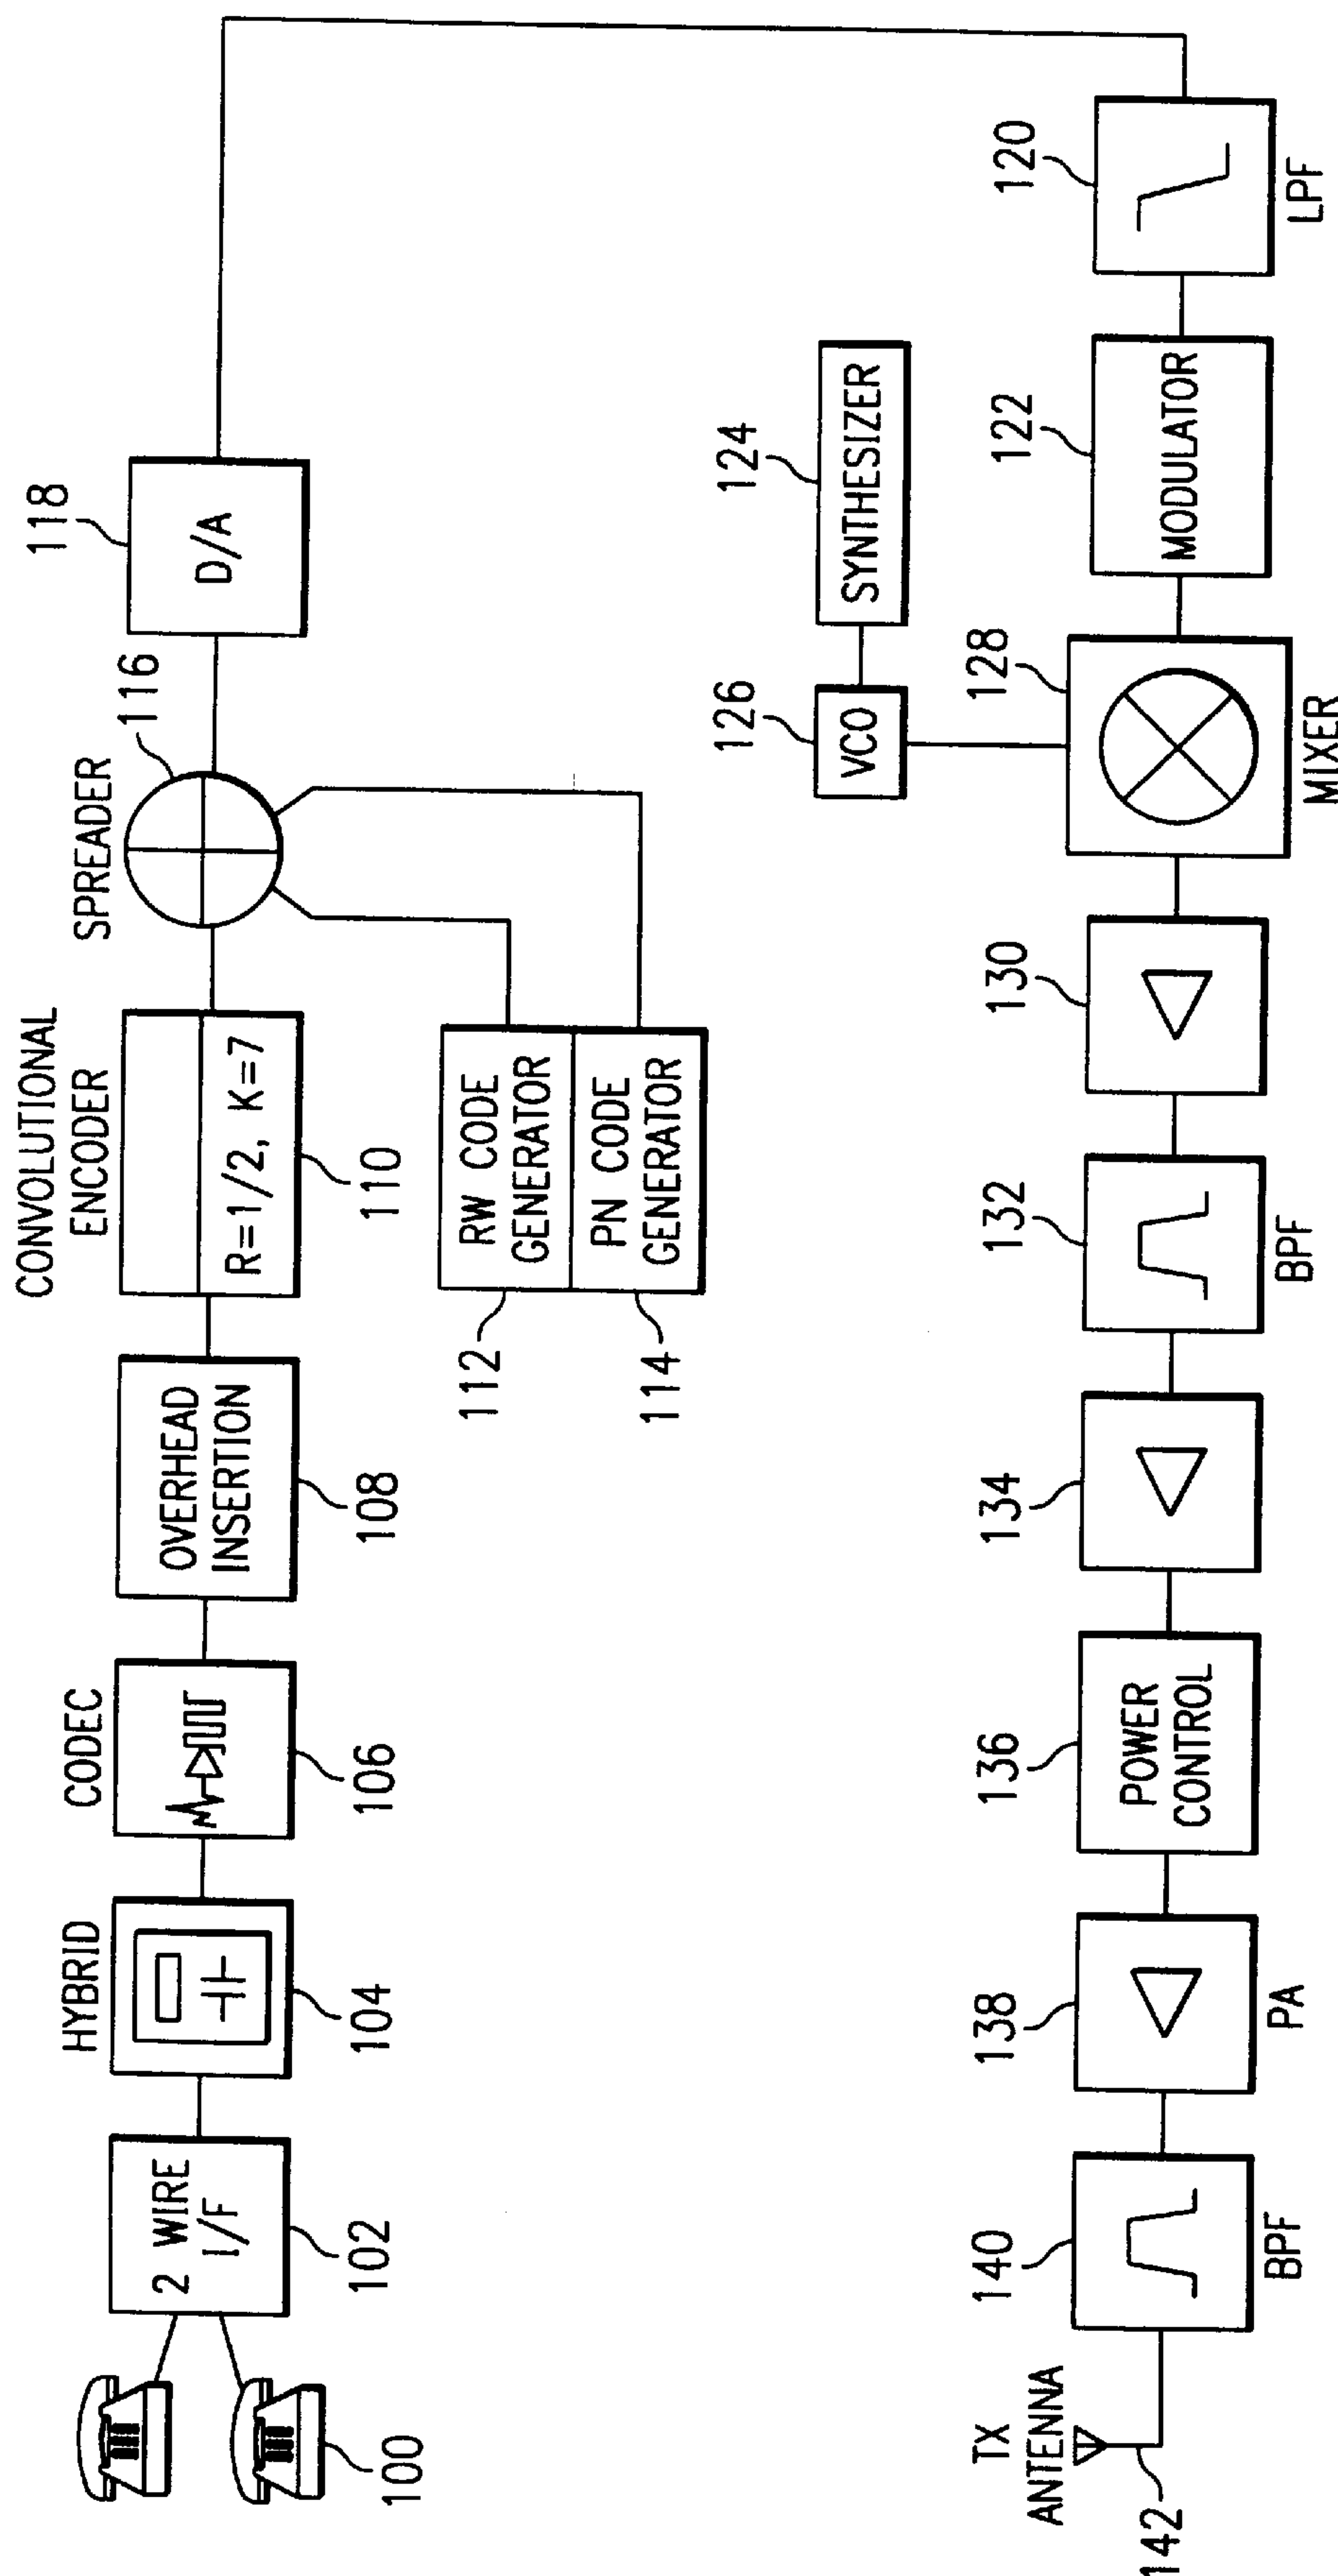 100
2 WIRE
I/F
102
HYBRID
104
CODEC
106
OVERHEAD
INSERTION
108
CONVOLUTIONAL
ENCODER
R=1/2, K=7
110
RW CODE
GENERATOR
112
PN CODE
GENERATOR
114
SPREADER
116
118
D/A
TX
ANTENNA
142
140
BPF
138
PA
136
POWER
CONTROL
134
132
BPF
130
126
VCO
124
SYNTHESIZER
128
MIXER
122
MODULATOR
120
LPF